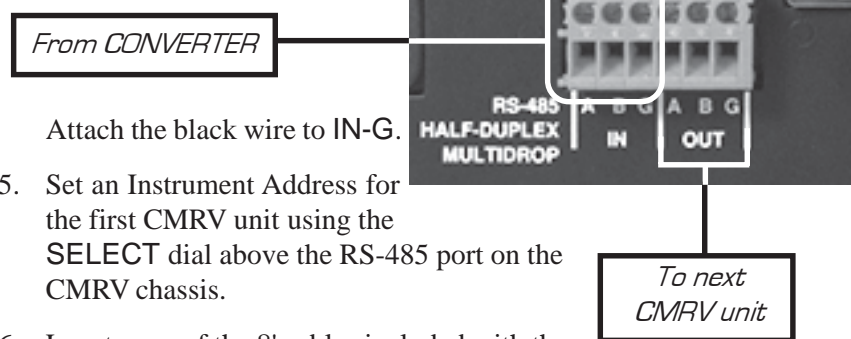 From CONVERTER
RS-485 A B G A B G
HALF-DUPLEX IN OUT
MULTIDROP
Attach the black wire to IN-G.
5. Set an Instrument Address for
the first CMRV unit using the
SELECT dial above the RS-485 port on the
CMRV chassis.
To next
CMRV unit